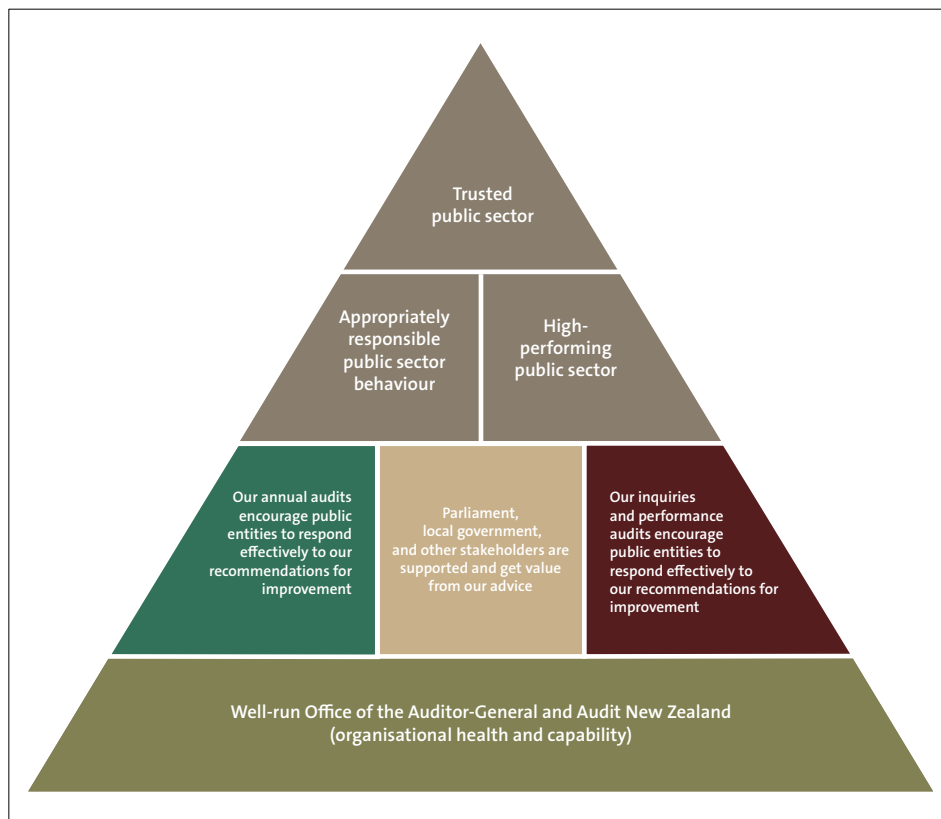 Trusted
public sector
Appropriately
responsible
public sector
behaviour
High-
performing
public sector
Our annual audits
encourage public
entities to respond
effectively to our
recommendations for
improvement
Parliament,
local government,
and other stakeholders are
supported and get value
from our advice
Our inquiries
and performance
audits encourage
public entities to
respond effectively to
our recommendations for
improvement
Well-run Office of the Auditor-General and Audit New Zealand
(organisational health and capability)